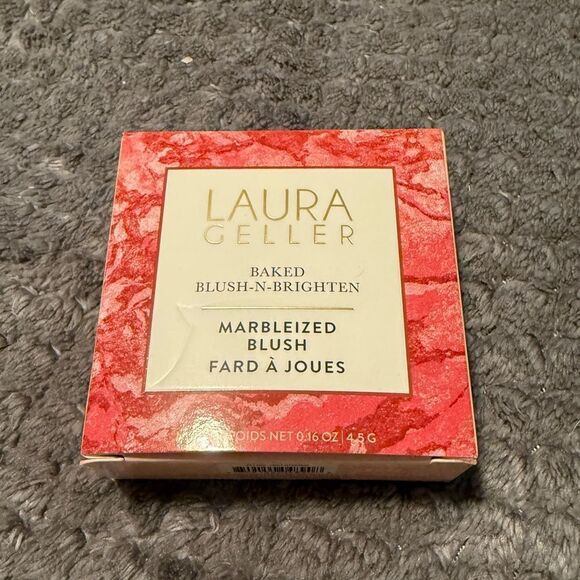 LAURA
GELLER
BAKED
BLUSH-N-BRIGHTEN
MARBLEIZED
BLUSH
FARD À JOUES
POIDS NET 0.16 OZ | 4.5 G